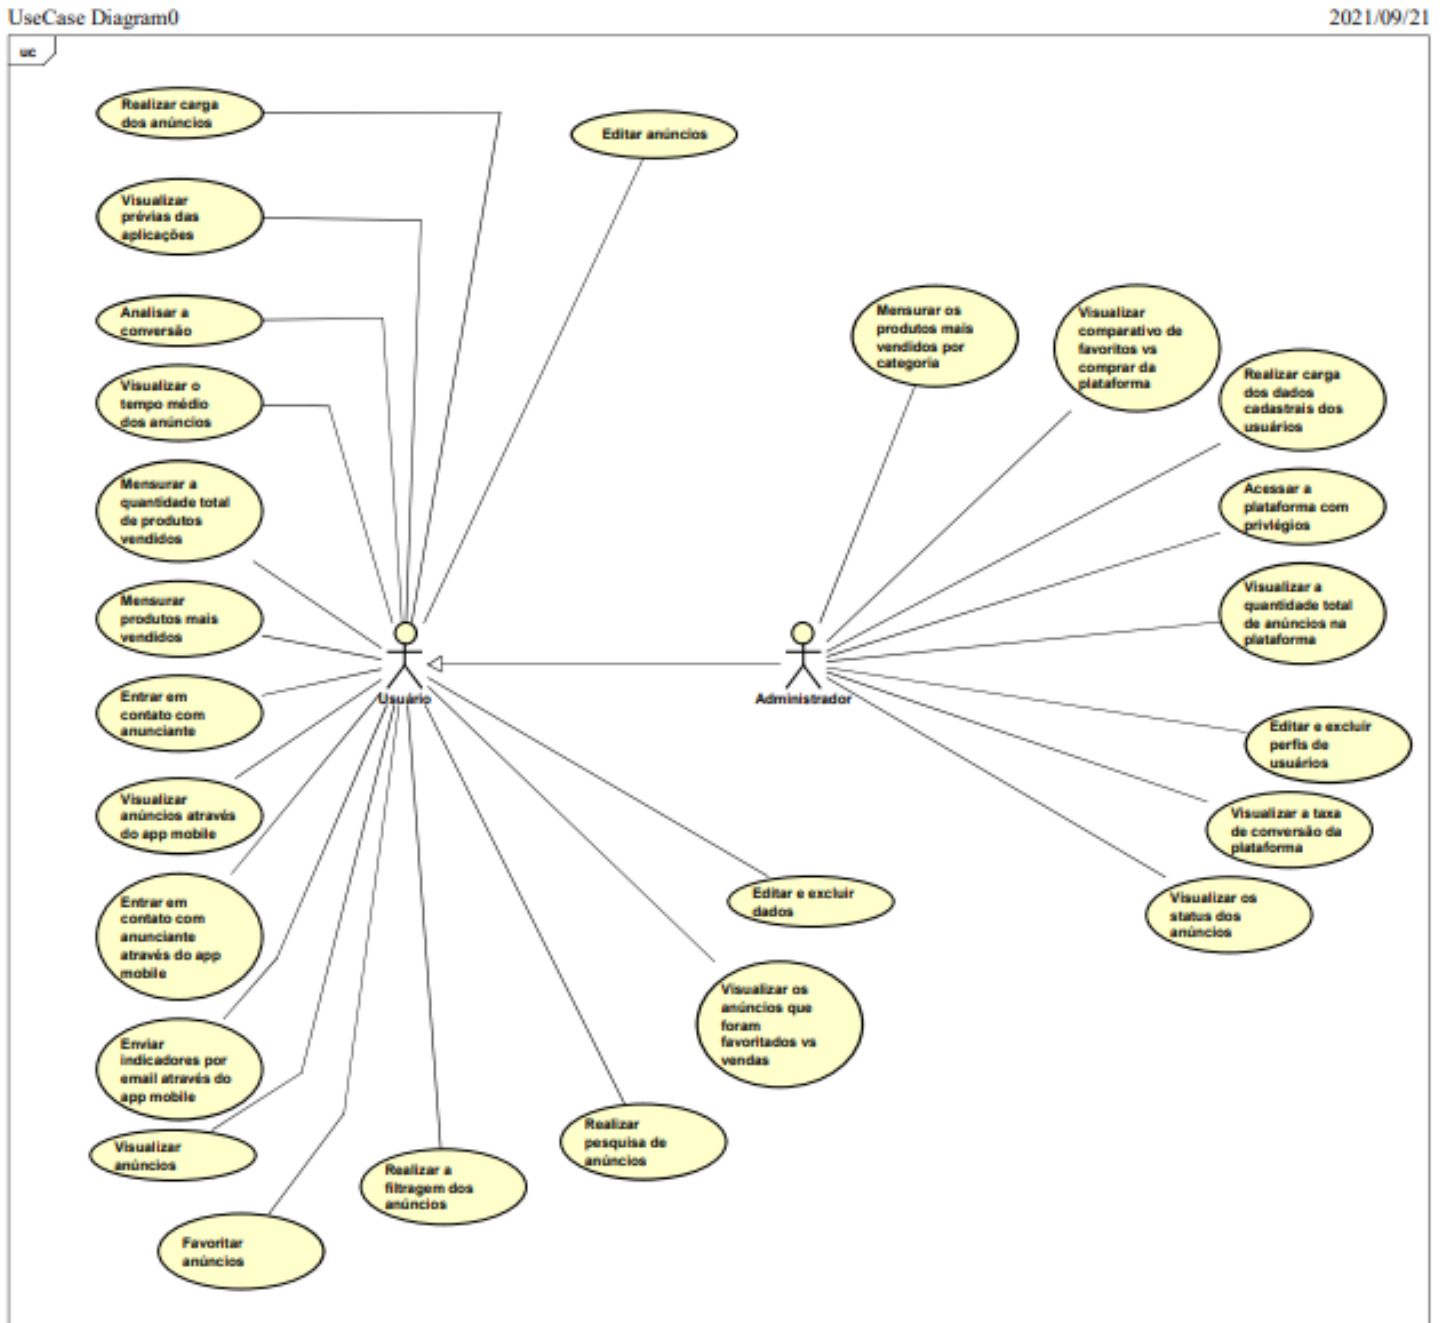 UseCase Diagram0
2021/09/21
uc
Realizar carga
dos anúncios
Editar anúncios
Visualizar
prévias das
aplicações
Analisar a
conversão
Visualizar o
tempo médio
dos anúncios
Mensurar a
quantidade total
de produtos
vendidos
Mensurar
produtos mais
vendidos
Entrar em
contato com
anunciante
Visualizar
anúncios através
do app mobile
Entrar em
contato com
anunciante
através do app
mobile
Enviar
indicadores por
email através do
app mobile
Visualizar
anúncios
Favoritar
anúncios
Realizar a
filtragem dos
anúncios
Realizar
pesquisa de
anúncios
Visualizar os
anúncios que
foram
favoritados vs
vendas
Editar e excluir
dados
Usuário
Administrador
Mensurar os
produtos mais
vendidos por
categoria
Visualizar
comparativo de
favoritos vs
comprar da
plataforma
Realizar carga
dos dados
cadastrais dos
usuários
Acessar a
plataforma com
privlégios
Visualizar a
quantidade total
de anúncios na
plataforma
Editar e excluir
perfis de
usuários
Visualizar a taxa
de conversão da
plataforma
Visualizar os
status dos
anúncios